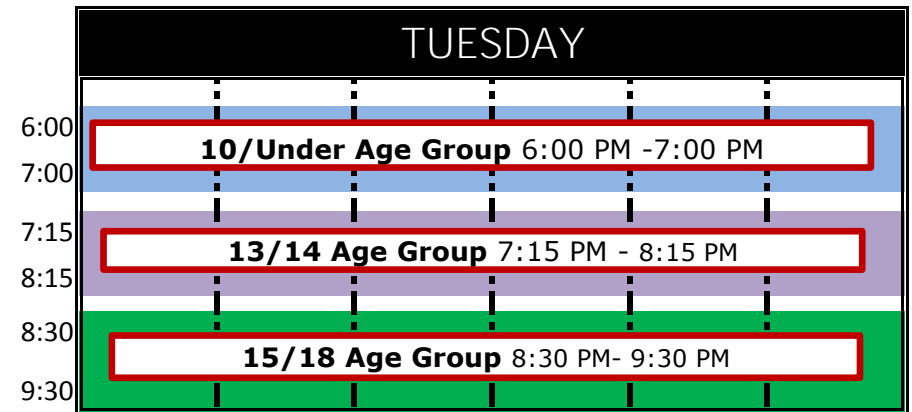 TUESDAY
6:00
10/Under Age Group 6:00 PM -7:00 PM
7:00
7:15
13/14 Age Group 7:15 PM - 8:15 PM
8:15
8:30
15/18 Age Group 8:30 PM- 9:30 PM
9:30